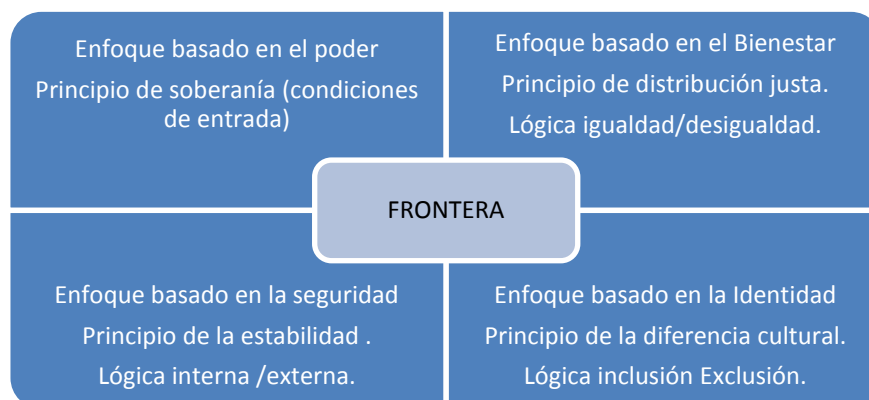 Enfoque basado en el poder
Principio de soberanía (condiciones
de entrada)
Enfoque basado en el Bienestar
Principio de distribución justa.
Lógica igualdad/desigualdad.
FRONTERA
Enfoque basado en la seguridad
Principio de la estabilidad .
Lógica interna /externa.
Enfoque basado en la Identidad
Principio de la diferencia cultural.
Lógica inclusión Exclusión.